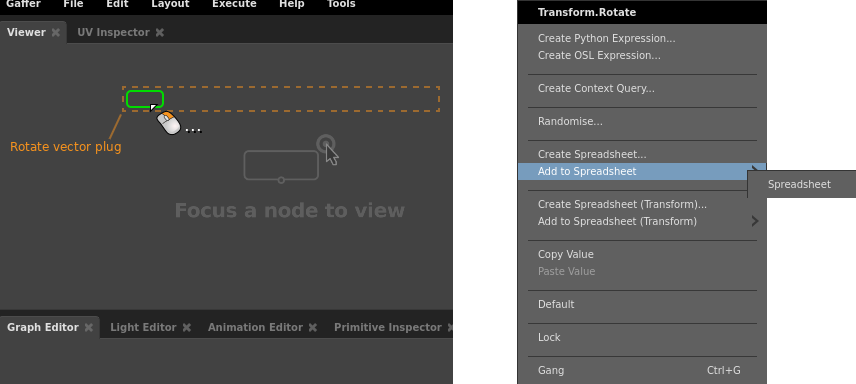 Gaffer File Edit Layout Execute Help Tools
Viewer UV Inspector
Rotate vector plug
...
Focus a node to view
Graph Editor Light Editor Animation Editor Primitive Inspector
Transform.Rotate
Create Python Expression...
Create OSL Expression...
Create Context Query...
Randomise...
Create Spreadsheet...
Add to Spreadsheet
Spreadsheet
Create Spreadsheet (Transform)...
Add to Spreadsheet (Transform)
Copy Value
Paste Value
Default
Lock
Gang Ctrl+G